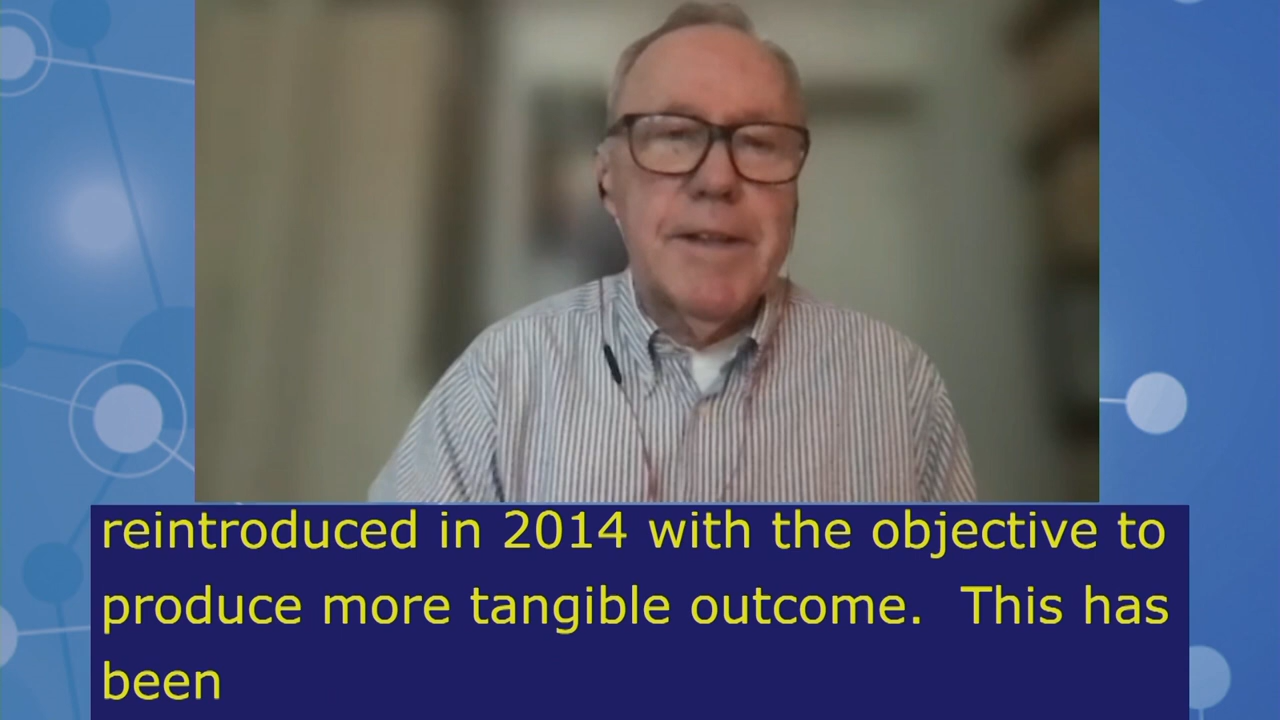 reintroduced in 2014 with the objective to
produce more tangible outcome.  This has
been